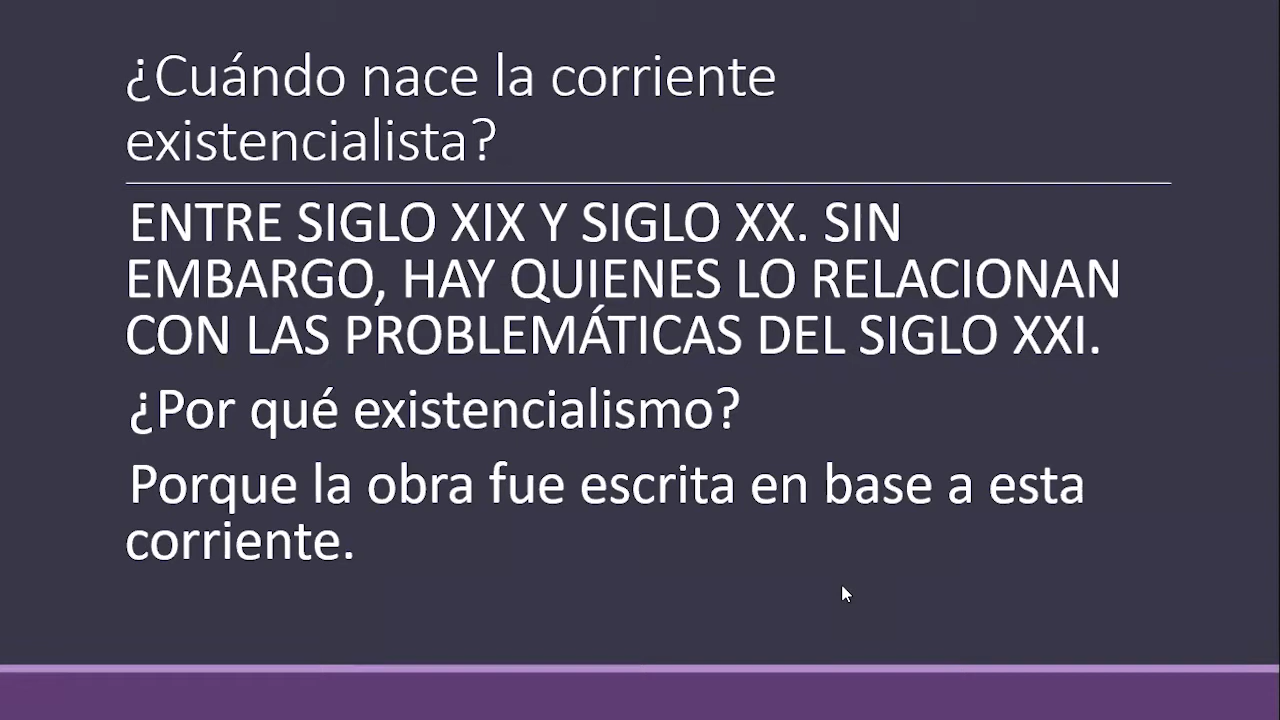 ¿Cuándo nace la corriente
existencialista?
ENTRE SIGLO XIX Y SIGLO XX. SIN
EMBARGO, HAY QUIENES LO RELACIONAN
CON LAS PROBLEMÁTICAS DEL SIGLO XXI.
¿Por qué existencialismo?
Porque la obra fue escrita en base a esta
corriente.